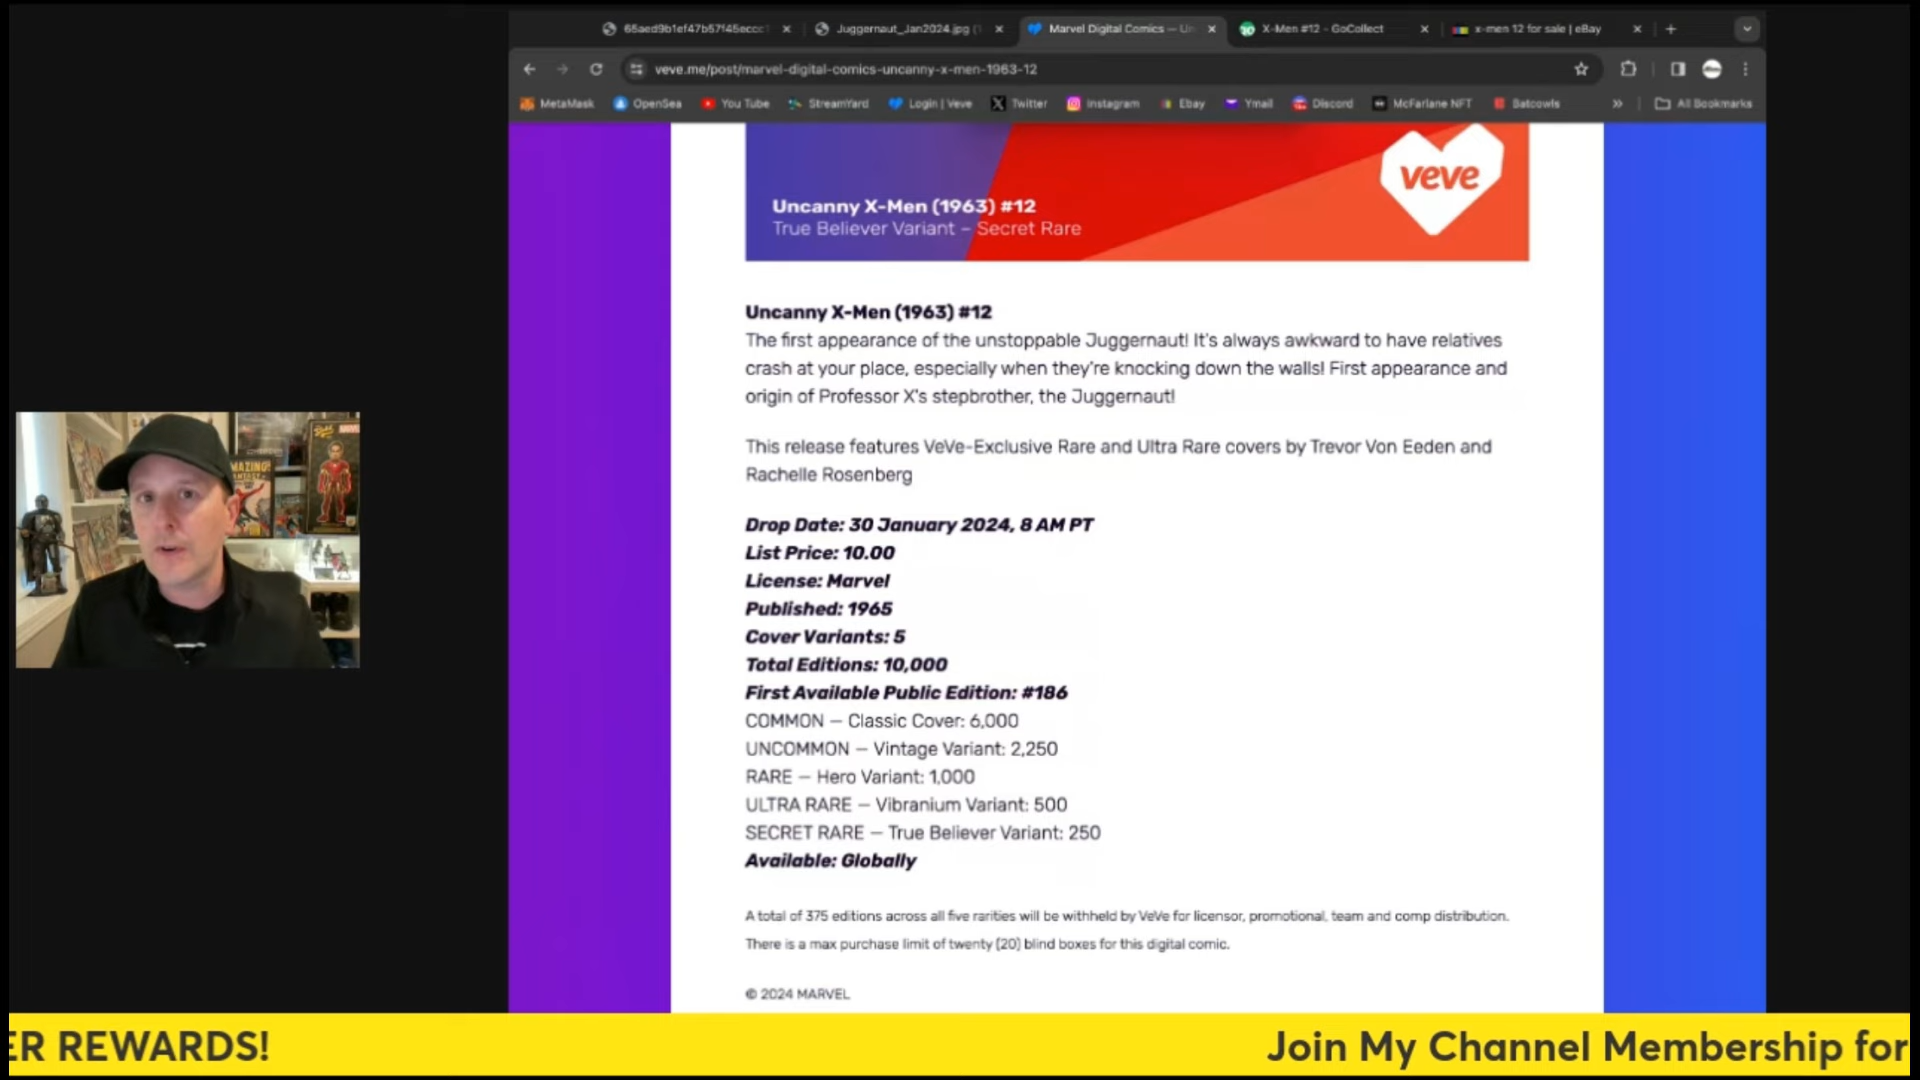 65aed9b1ef47b57f45eccc
Juggernaut_Jan2024.jpg (
Marvel Digital Comics — Un
X-Men #12 - GoCollect
x-men 12 for sale | eBay
veve.me/post/marvel-digital-comics-uncanny-x-men-1963-12
MetaMask
OpenSea
You Tube
StreamYard
Login | Veve
Twitter
Instagram
Ebay
Ymail
Discord
McFarlane NFT
Batcowls
»
All Bookmarks
veve
Uncanny X-Men (1963) #12
True Believer Variant – Secret Rare
Uncanny X-Men (1963) #12
The first appearance of the unstoppable Juggernaut! It's always awkward to have relatives
crash at your place, especially when they're knocking down the walls! First appearance and
origin of Professor X's stepbrother, the Juggernaut!
This release features VeVe-Exclusive Rare and Ultra Rare covers by Trevor Von Eeden and
Rachelle Rosenberg
Drop Date: 30 January 2024, 8 AM PT
List Price: 10.00
License: Marvel
Published: 1965
Cover Variants: 5
Total Editions: 10,000
First Available Public Edition: #186
COMMON — Classic Cover: 6,000
UNCOMMON — Vintage Variant: 2,250
RARE — Hero Variant: 1,000
ULTRA RARE — Vibranium Variant: 500
SECRET RARE — True Believer Variant: 250
Available: Globally
A total of 375 editions across all five rarities will be withheld by VeVe for licensor, promotional, team and comp distribution.
There is a max purchase limit of twenty (20) blind boxes for this digital comic.
© 2024 MARVEL
AMAZING!
FANTASY
ER REWARDS!
Join My Channel Membership for